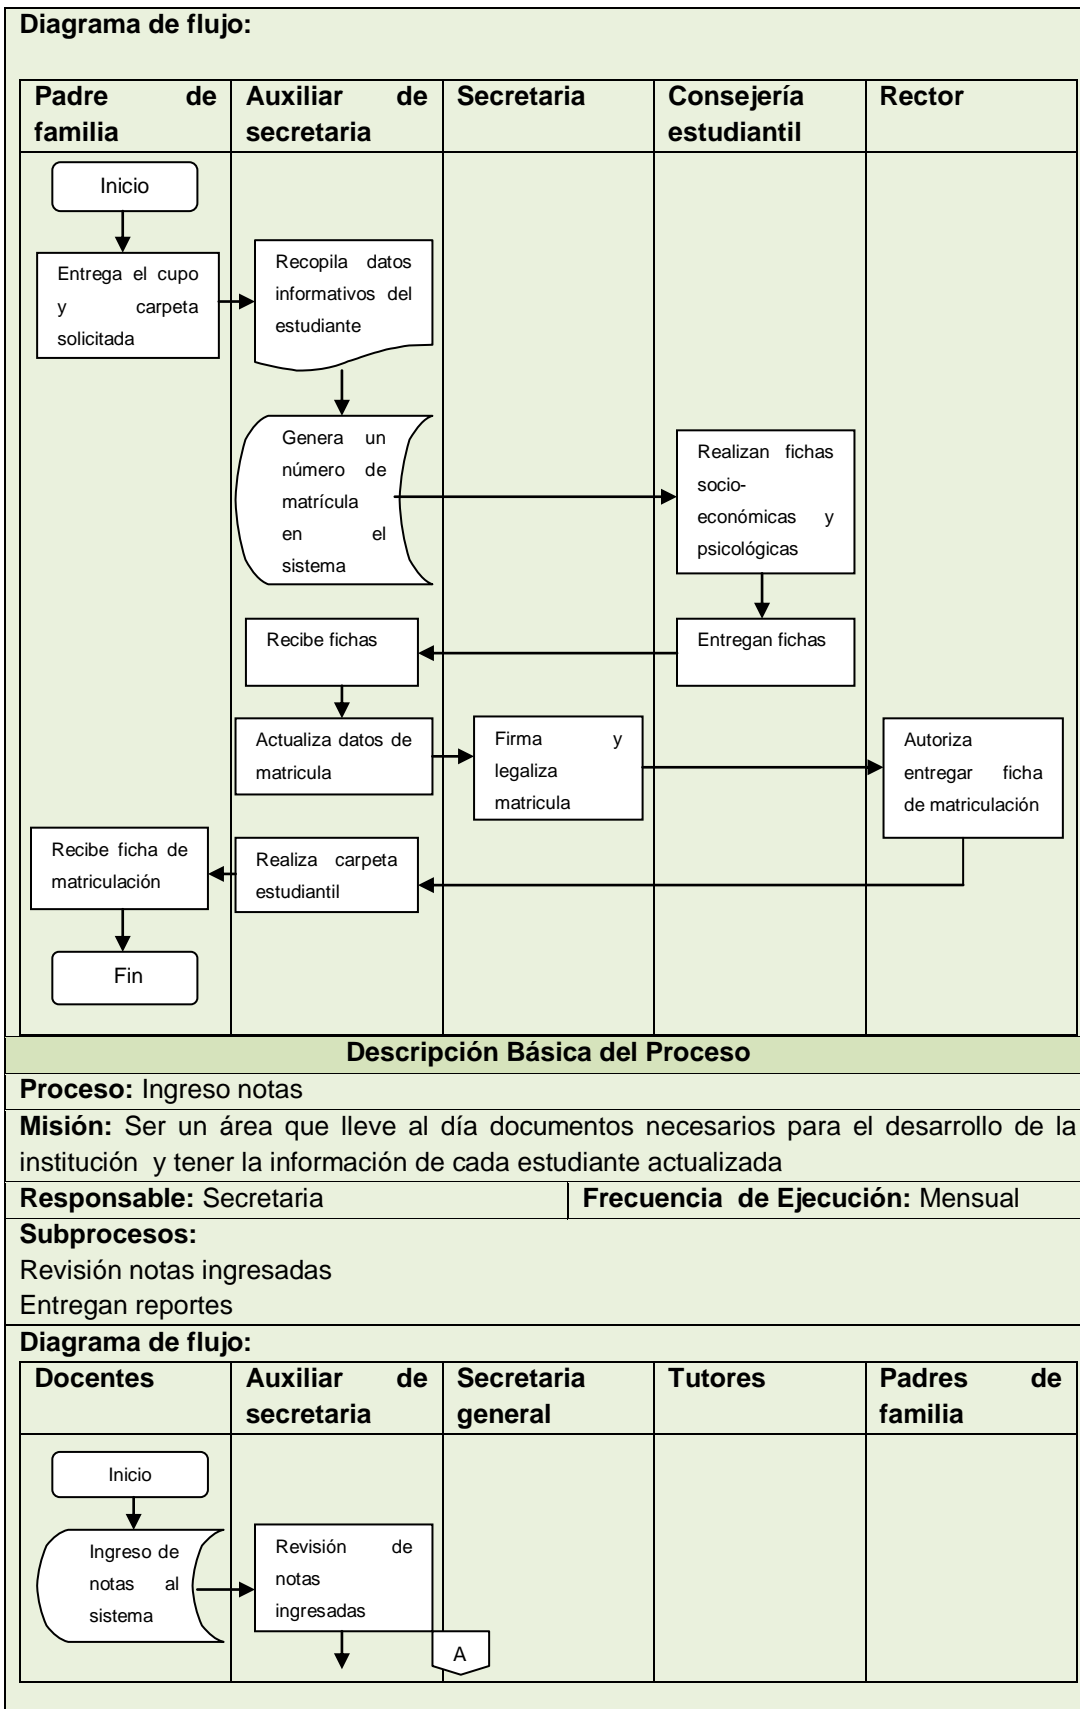 Diagrama de flujo:
Padre de
familia
Auxiliar de
secretaria
Secretaria
Consejería
estudiantil
Rector
Inicio
Entrega el cupo
y carpeta
solicitada
Recopila datos
informativos del
estudiante
Genera un
número de
matrícula
en el
sistema
Realizan fichas
socio-
económicas y
psicológicas
Recibe fichas
Entregan fichas
Actualiza datos de
matricula
Firma y
legaliza
matricula
Autoriza
entregar ficha
de matriculación
Recibe ficha de
matriculación
Realiza carpeta
estudiantil
Fin
Descripción Básica del Proceso
Proceso: Ingreso notas
Misión: Ser un área que lleve al día documentos necesarios para el desarrollo de la
institución y tener la información de cada estudiante actualizada
Responsable: Secretaria
Frecuencia de Ejecución: Mensual
Subprocesos:
Revisión notas ingresadas
Entregan reportes
Diagrama de flujo:
Docentes
Auxiliar de
secretaria
Secretaria
general
Tutores
Padres de
familia
Inicio
Ingreso de
notas al
sistema
Revisión de
notas
ingresadas
A